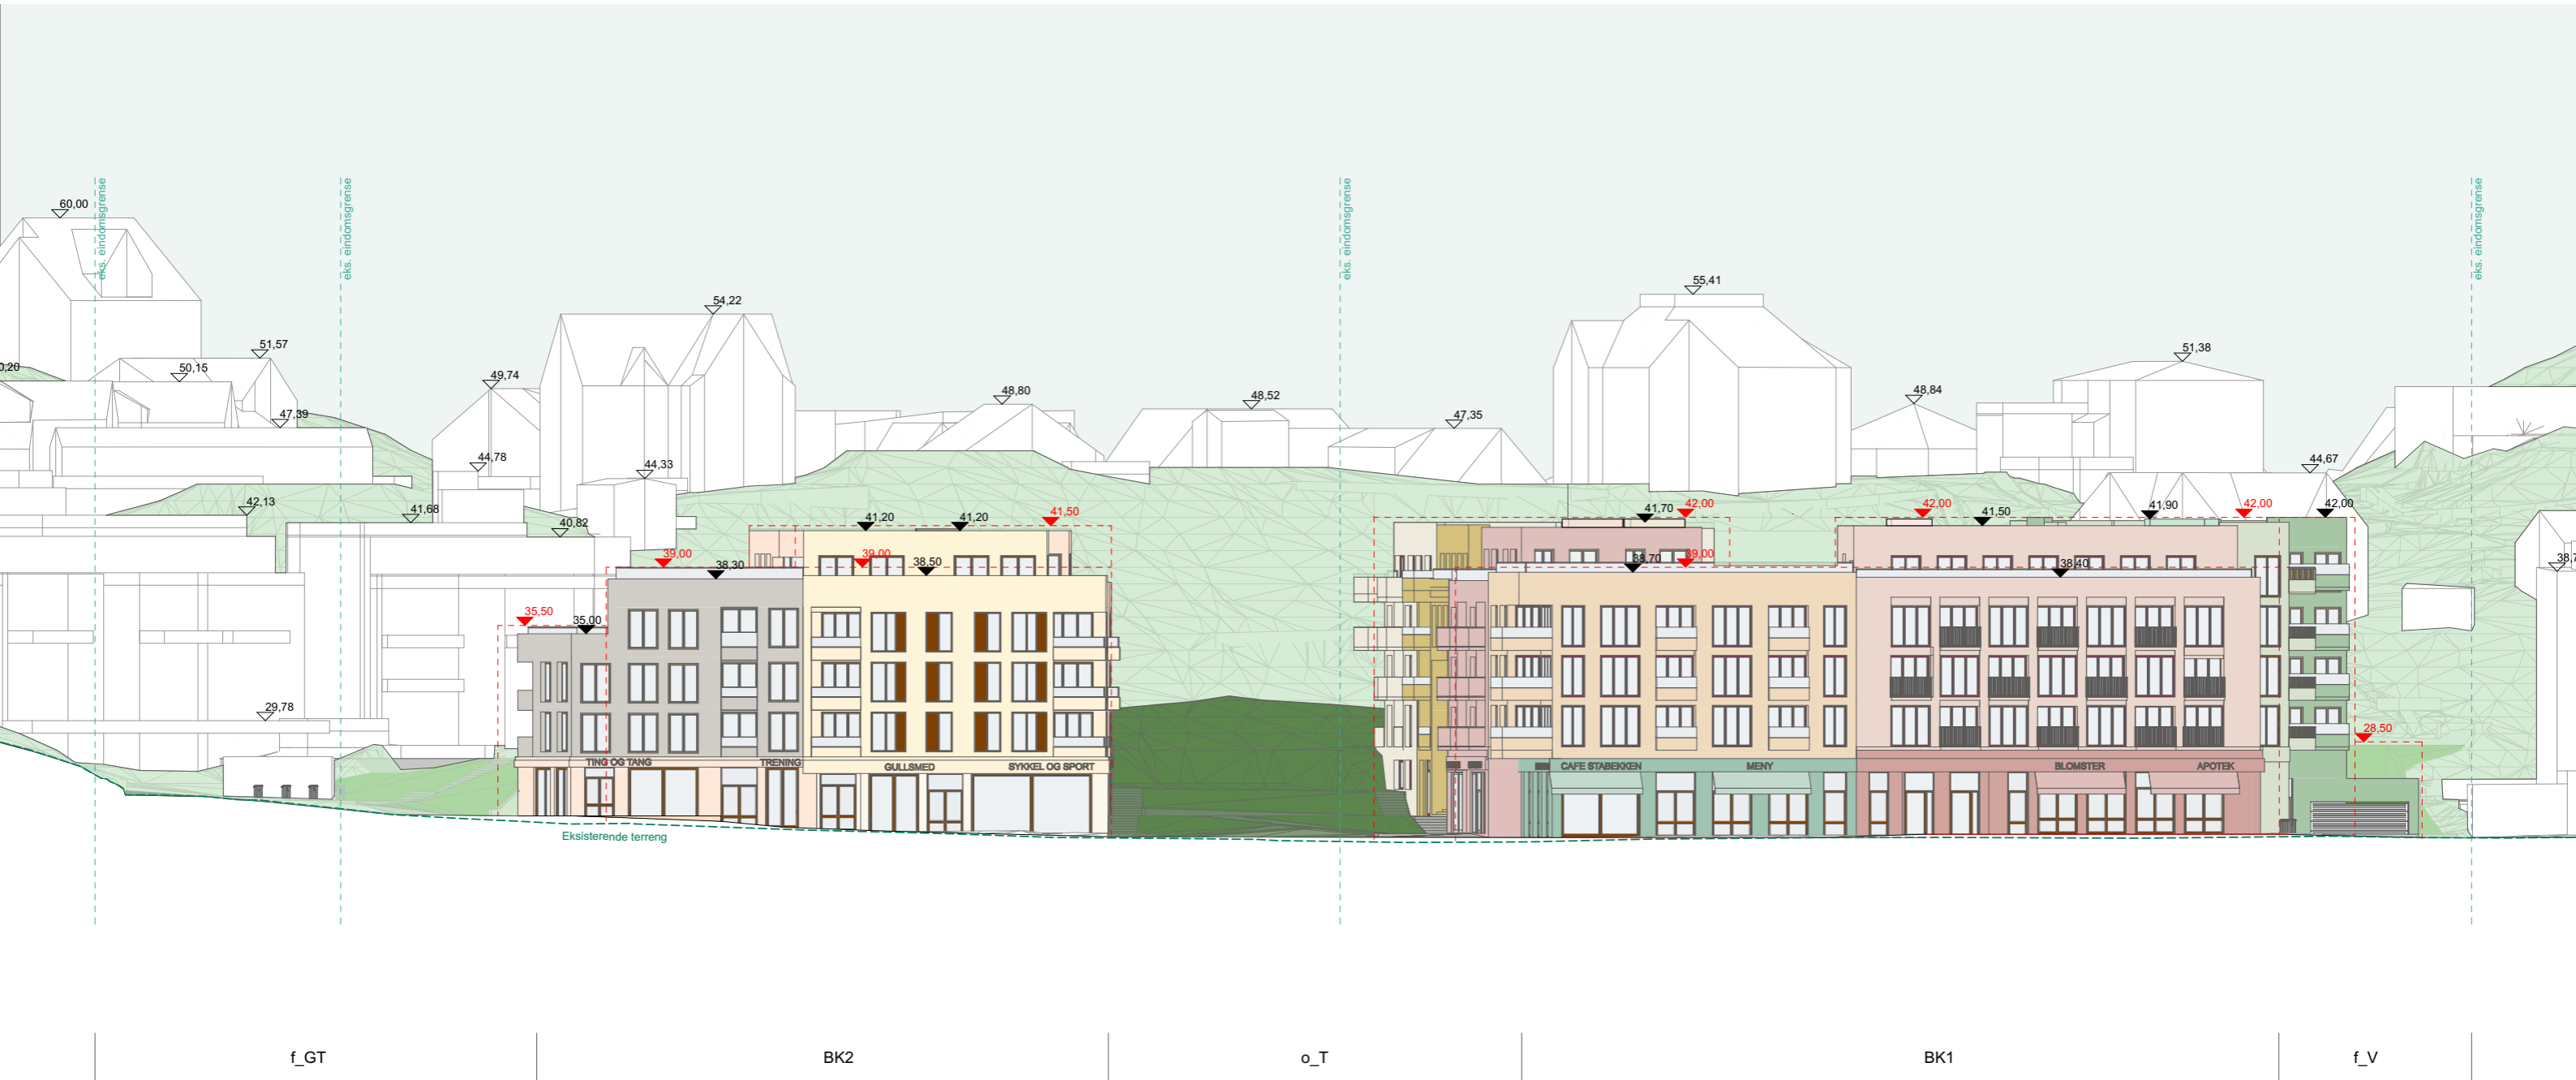 eks. eindomsgrense
eks. eindomsgrense
eks. eindomsgrense
eks. eindomsgrense
60,00
55,41
54,22
51,57
51,38
50,15
49,74
48,80
48,52
48,84
47,39
47,35
44,78
44,33
44,67
42,13
41,68
40,82
41,20
41,20
41,50
41,70
42,00
42,00
41,50
41,90
42,00
42,00
39,00
38,30
39,00
38,50
38,70
39,00
38,40
35,50
35,00
29,78
28,50
TING OG TANG
TRENING
GULLSMED
SYKKEL OG SPORT
CAFE STABEKKEN
MENY
BLOMSTER
APOTEK
Eksisterende terreng
f_GT
BK2
o_T
BK1
f_V